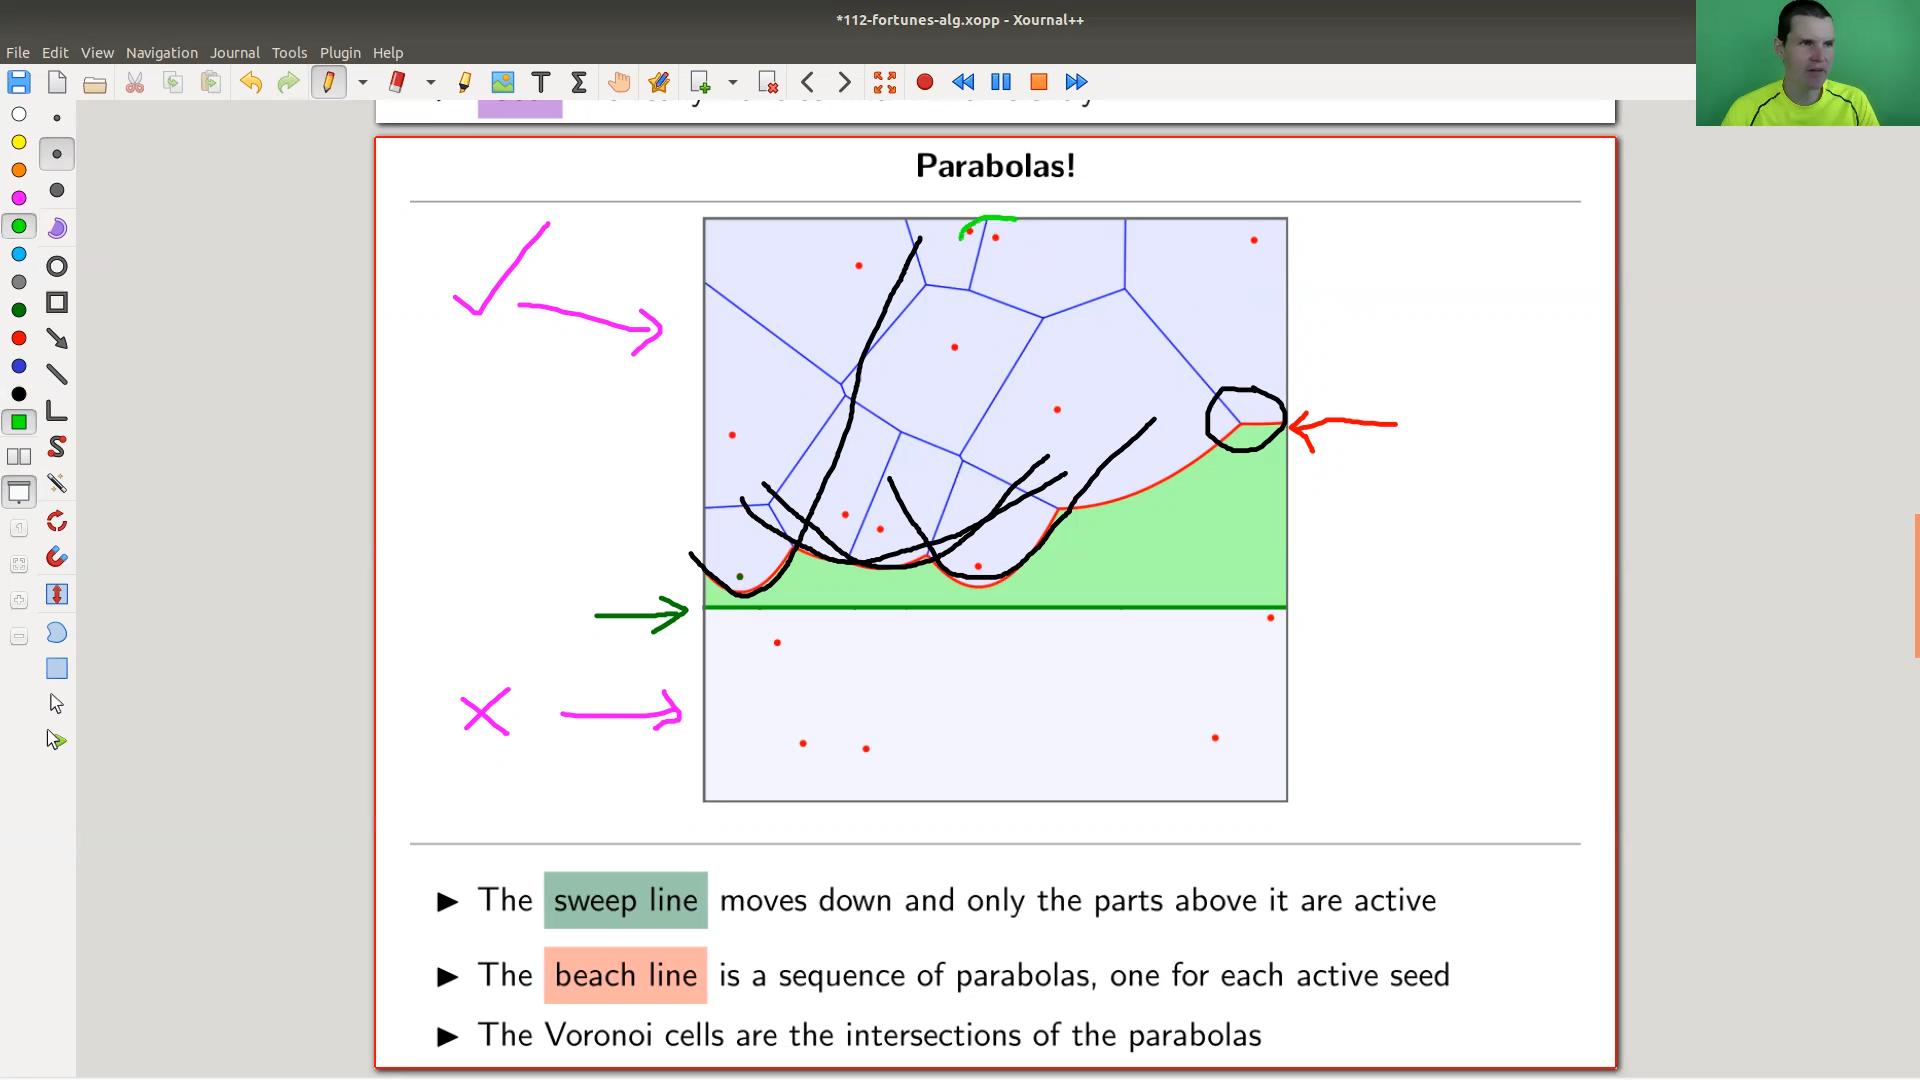 *112-fortunes-alg.xopp - Xournal++
File Edit View Navigation Journal Tools Plugin Help
Parabolas!
► The sweep line moves down and only the parts above it are active
► The beach line is a sequence of parabolas, one for each active seed
► The Voronoi cells are the intersections of the parabolas